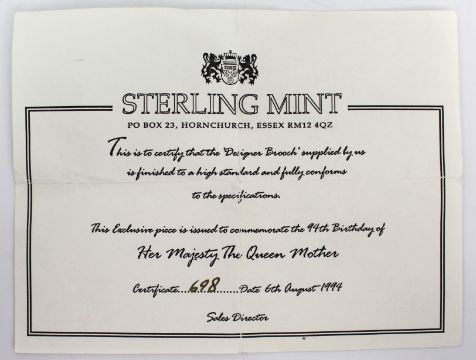 STERLING MINT
PO BOX 23, HORNCHURCH, ESSEX RM12 4QZ
This is to certify that the 'Designer Brooch' supplied by us
is finished to a high standard and fully conforms
to the specifications.
This Exclusive piece is issued to commemorate the 94th Birthday of
Her Majesty The Queen Mother
Certificate....698........Date 6th August 1994
Sales Director